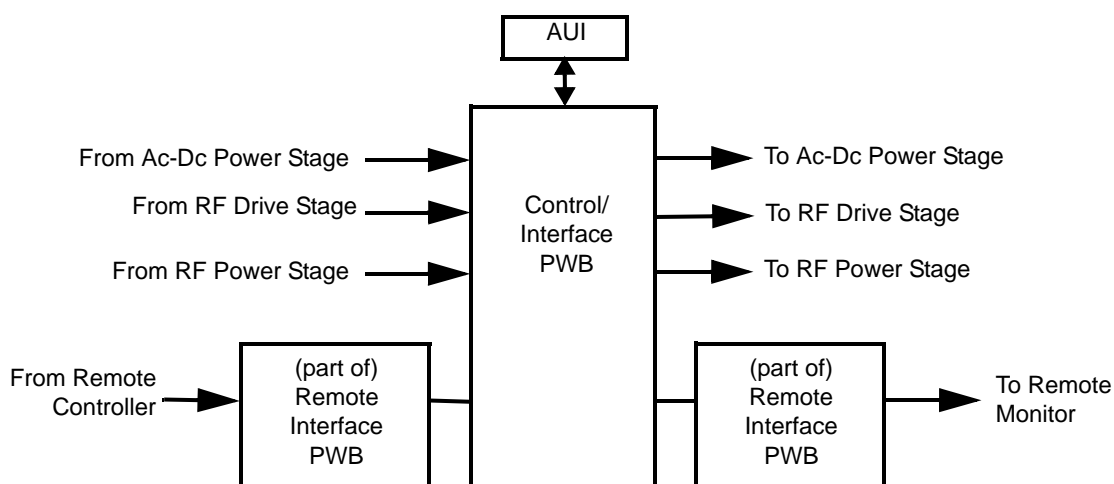 AUI
From Ac-Dc Power Stage
From RF Drive Stage
From RF Power Stage
Control/
Interface
PWB
To Ac-Dc Power Stage
To RF Drive Stage
To RF Power Stage
From Remote
Controller
(part of)
Remote
Interface
PWB
(part of)
Remote
Interface
PWB
To Remote
Monitor